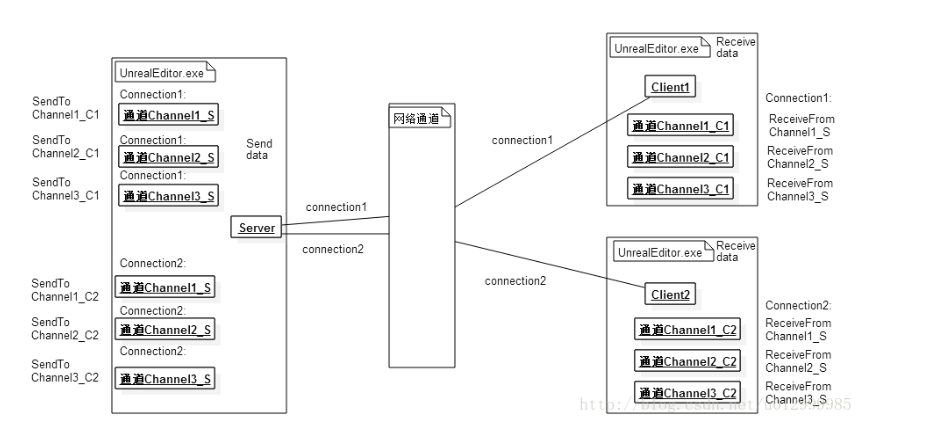 UnrealEditor.exe
SendTo
Channel1_C1
Connection1:
通道Channel1_S
SendTo
Channel2_C1
Connection1:
通道Channel2_S
Send
data
SendTo
Channel3_C1
Connection1:
通道Channel3_S
Server
connection1
connection2
SendTo
Channel1_C2
Connection2:
通道Channel1_S
SendTo
Channel2_C2
Connection2:
通道Channel2_S
SendTo
Channel3_C2
Connection2:
通道Channel3_S
网络通道
connection1
connection2
UnrealEditor.exe
Receive
data
Client1
Connection1:
通道Channel1_C1
ReceiveFrom
Channel1_S
通道Channel2_C1
ReceiveFrom
Channel2_S
通道Channel3_C1
ReceiveFrom
Channel3_S
UnrealEditor.exe
Receive
data
Client2
Connection2:
通道Channel1_C2
ReceiveFrom
Channel1_S
通道Channel2_C2
ReceiveFrom
Channel2_S
通道Channel3_C2
ReceiveFrom
Channel3_S